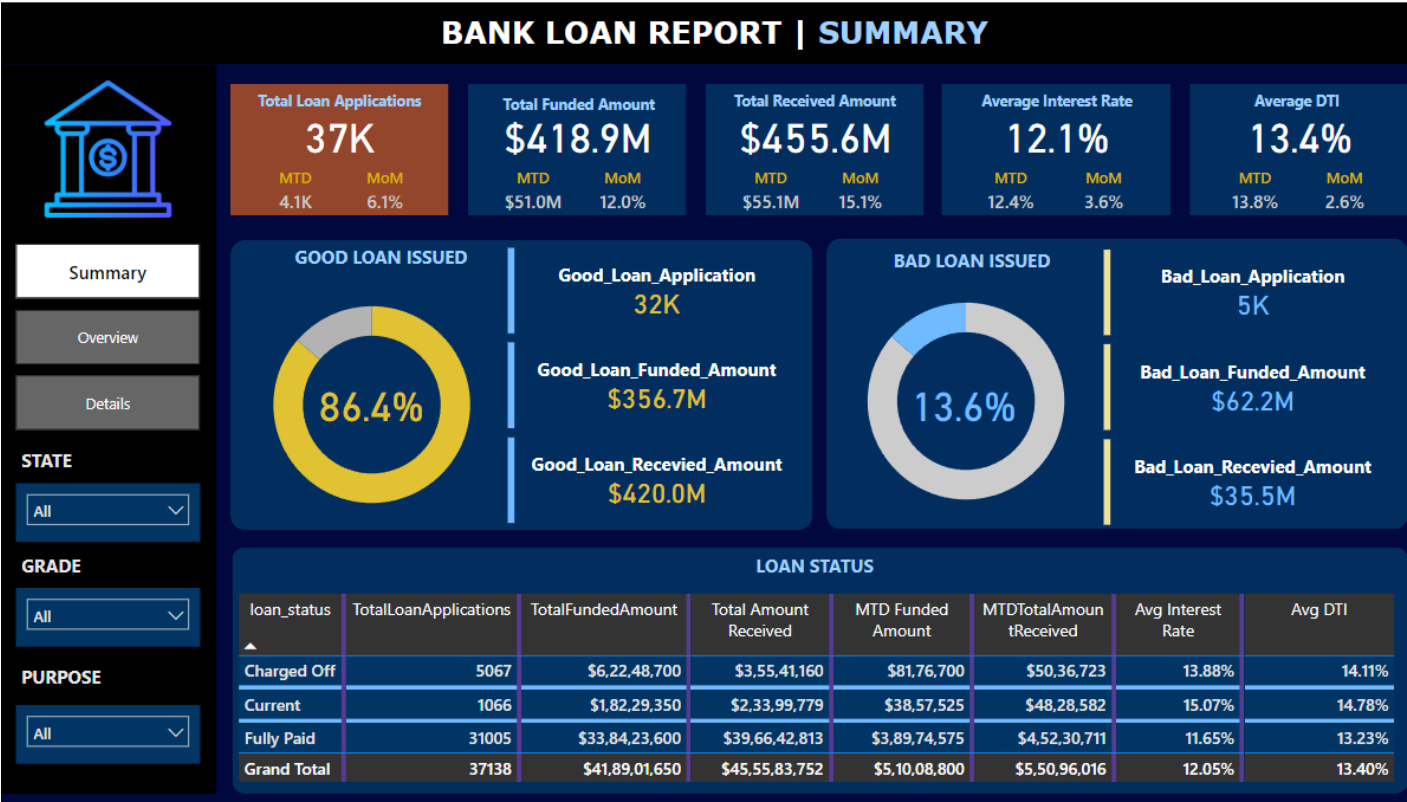 BANK LOAN REPORT | SUMMARY
Total Loan Applications
37K
MTD MoM
4.1K 6.1%
Total Funded Amount
$418.9M
MTD MoM
$51.0M 12.0%
Total Received Amount
$455.6M
MTD MoM
$55.1M 15.1%
Average Interest Rate
12.1%
MTD MoM
12.4% 3.6%
Average DTI
13.4%
MTD MoM
13.8% 2.6%
$
Summary
Overview
Details
STATE
All
GRADE
All
PURPOSE
All
GOOD LOAN ISSUED
86.4%
Good_Loan_Application
32K
Good_Loan_Funded_Amount
$356.7M
Good_Loan_Recevied_Amount
$420.0M
BAD LOAN ISSUED
13.6%
Bad_Loan_Application
5K
Bad_Loan_Funded_Amount
$62.2M
Bad_Loan_Recevied_Amount
$35.5M
LOAN STATUS
loan_status TotalLoanApplications TotalFundedAmount Total Amount MTD Funded MTDTotalAmoun Avg Interest Avg DTI
Received Amount tReceived Rate
Charged Off 5067 $6,22,48,700 $3,55,41,160 $81,76,700 $50,36,723 13.88% 14.11%
Current 1066 $1,82,29,350 $2,33,99,779 $38,57,525 $48,28,582 15.07% 14.78%
Fully Paid 31005 $33,84,23,600 $39,66,42,813 $3,89,74,575 $4,52,30,711 11.65% 13.23%
Grand Total 37138 $41,89,01,650 $45,55,83,752 $5,10,08,800 $5,50,96,016 12.05% 13.40%